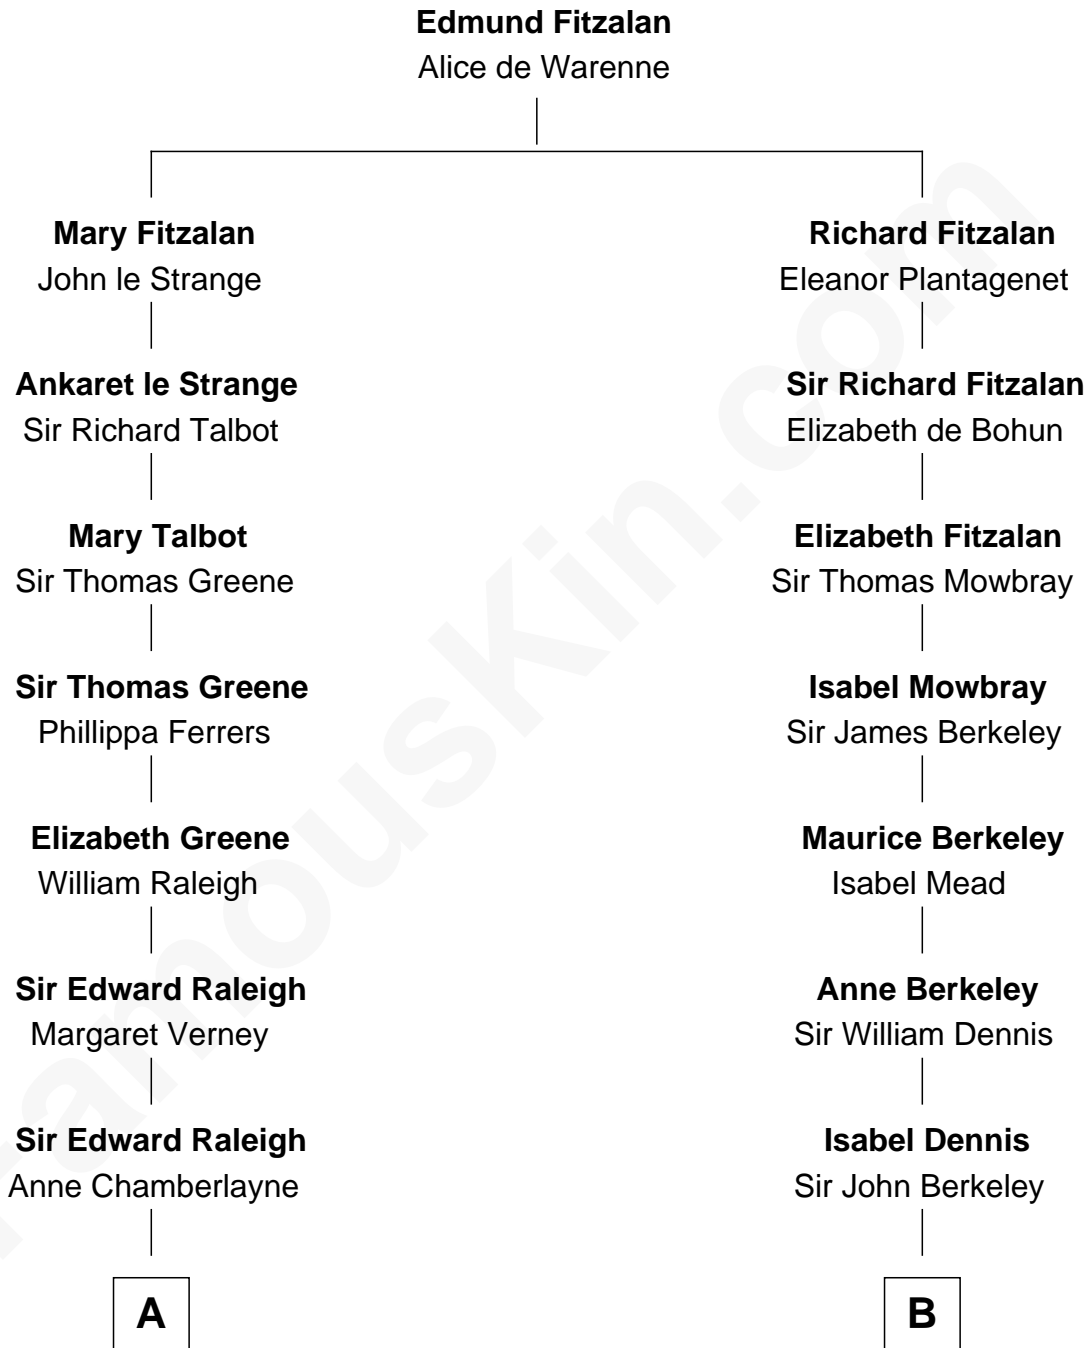 Edmund Fitzalan
Alice de Warenne
Mary Fitzalan
John le Strange
Richard Fitzalan
Eleanor Plantagenet
Ankaret le Strange
Sir Richard Talbot
Sir Richard Fitzalan
Elizabeth de Bohun
Mary Talbot
Sir Thomas Greene
Elizabeth Fitzalan
Sir Thomas Mowbray
Sir Thomas Greene
Phillippa Ferrers
Isabel Mowbray
Sir James Berkeley
Elizabeth Greene
William Raleigh
Maurice Berkeley
Isabel Mead
Sir Edward Raleigh
Margaret Verney
Anne Berkeley
Sir William Dennis
Sir Edward Raleigh
Anne Chamberlayne
Isabel Dennis
Sir John Berkeley
A
B
FamousKin.com